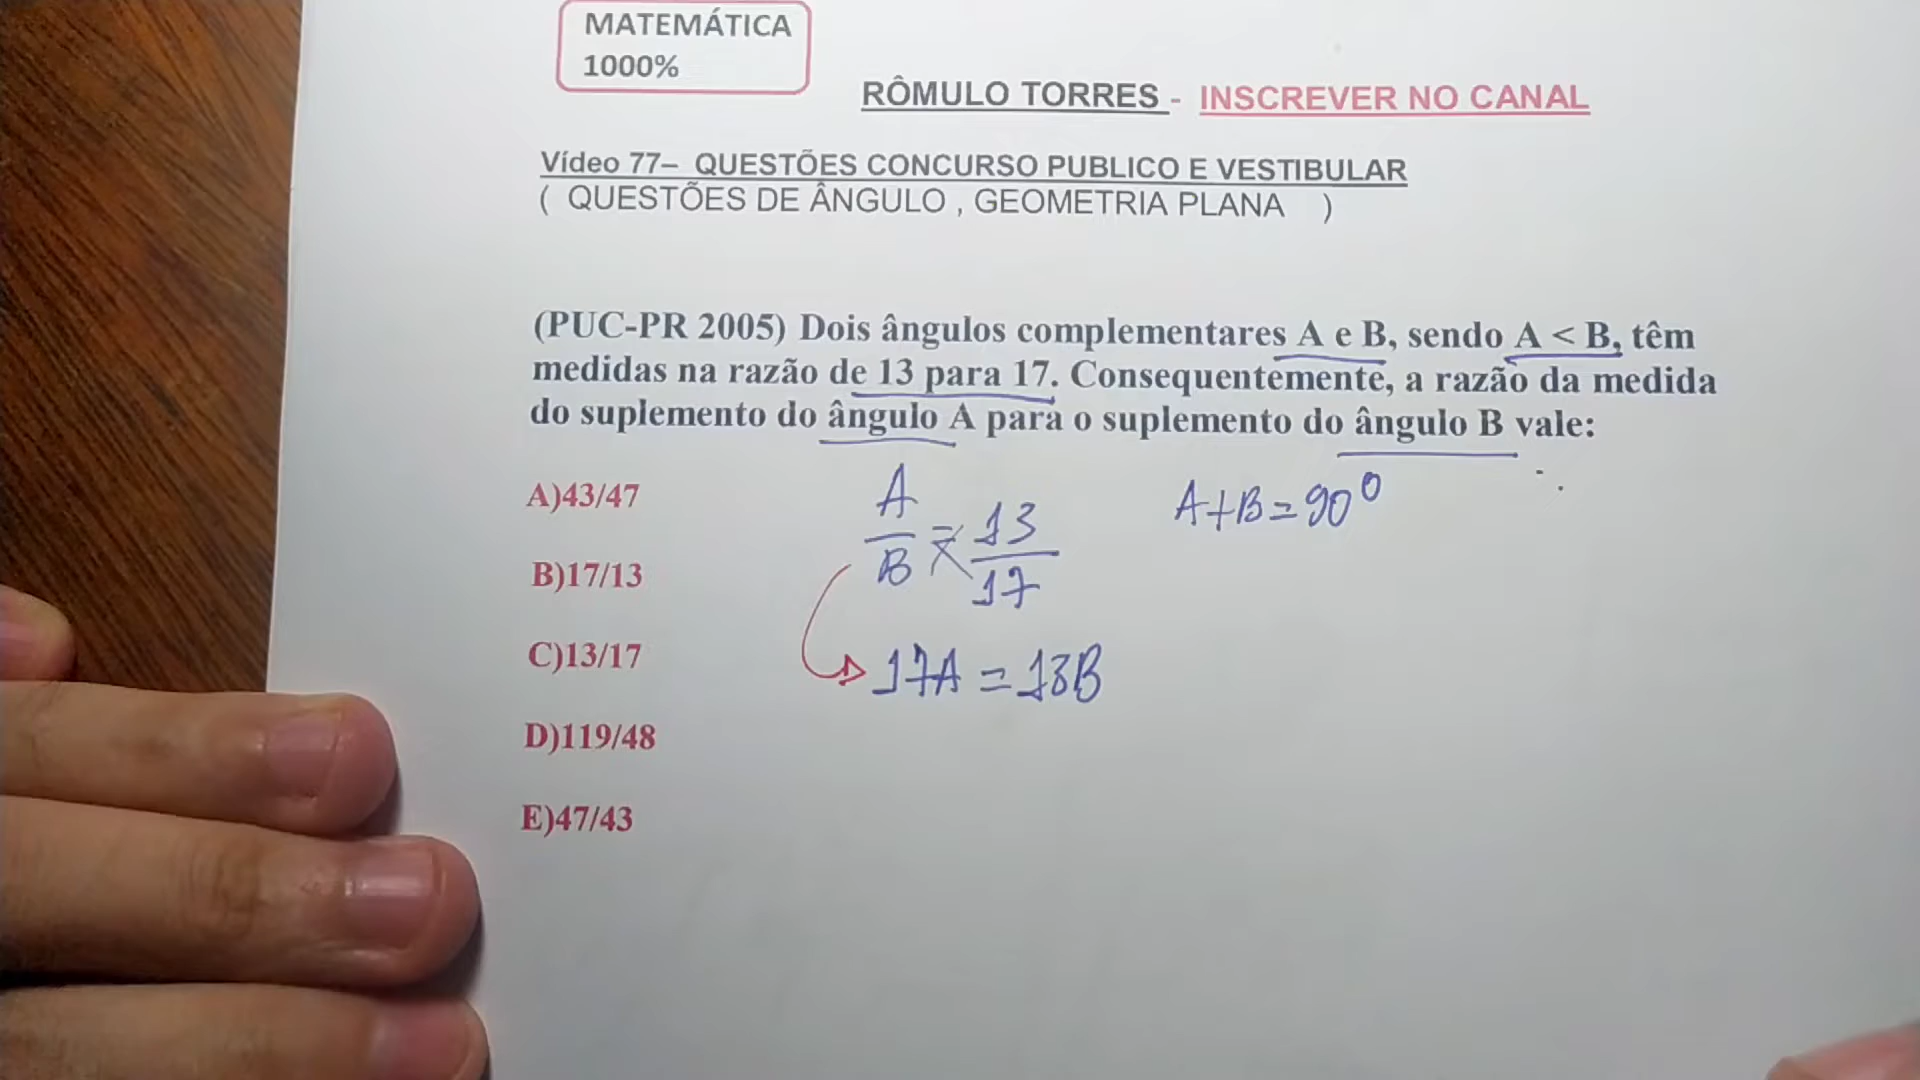 MATEMÁTICA
1000%
RÔMULO TORRES - INSCREVER NO CANAL
Vídeo 77– QUESTÕES CONCURSO PUBLICO E VESTIBULAR
( QUESTÕES DE ÂNGULO , GEOMETRIA PLANA )
(PUC-PR 2005) Dois ângulos complementares A e B, sendo A < B, têm
medidas na razão de 13 para 17. Consequentemente, a razão da medida
do suplemento do ângulo A para o suplemento do ângulo B vale:
A)43/47
B)17/13
C)13/17
D)119/48
E)47/43
A/B = 13/17
A+B=90°
17A = 13B